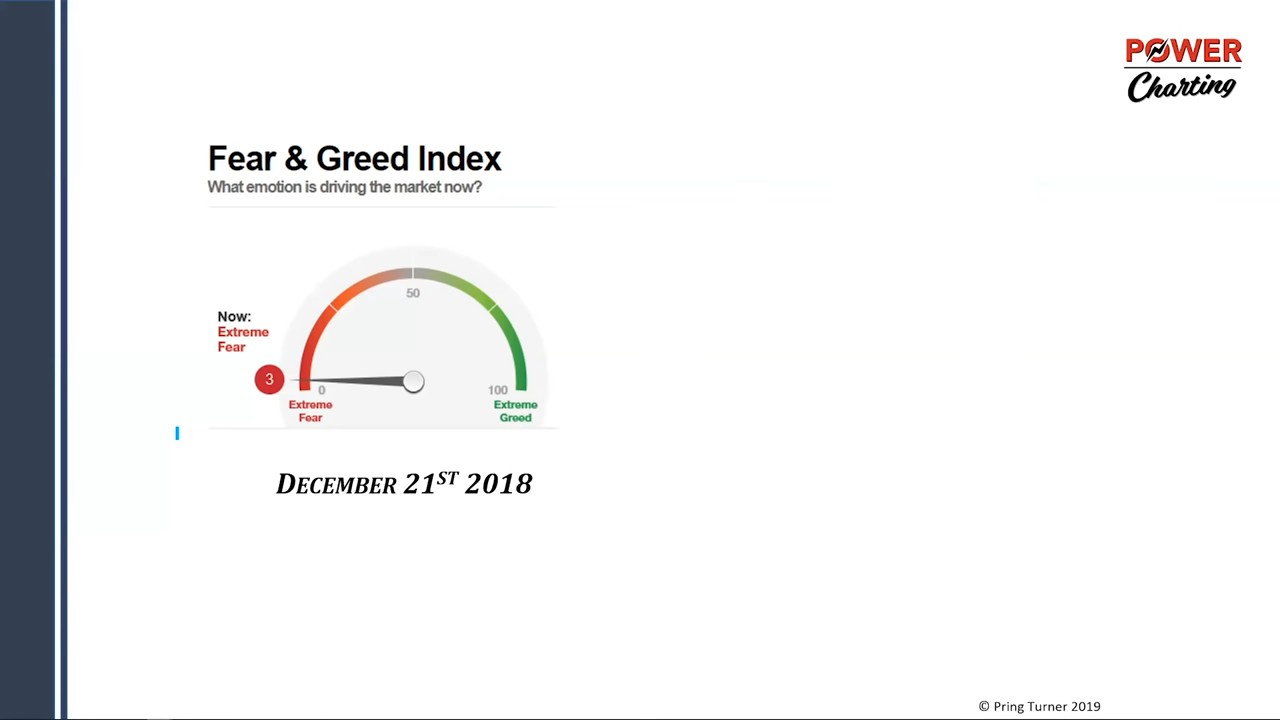 POWER
Charting
Fear & Greed Index
What emotion is driving the market now?
50
Now:
Extreme
Fear
3
0
100
Extreme
Fear
Extreme
Greed
DECEMBER 21ST 2018
© Pring Turner 2019